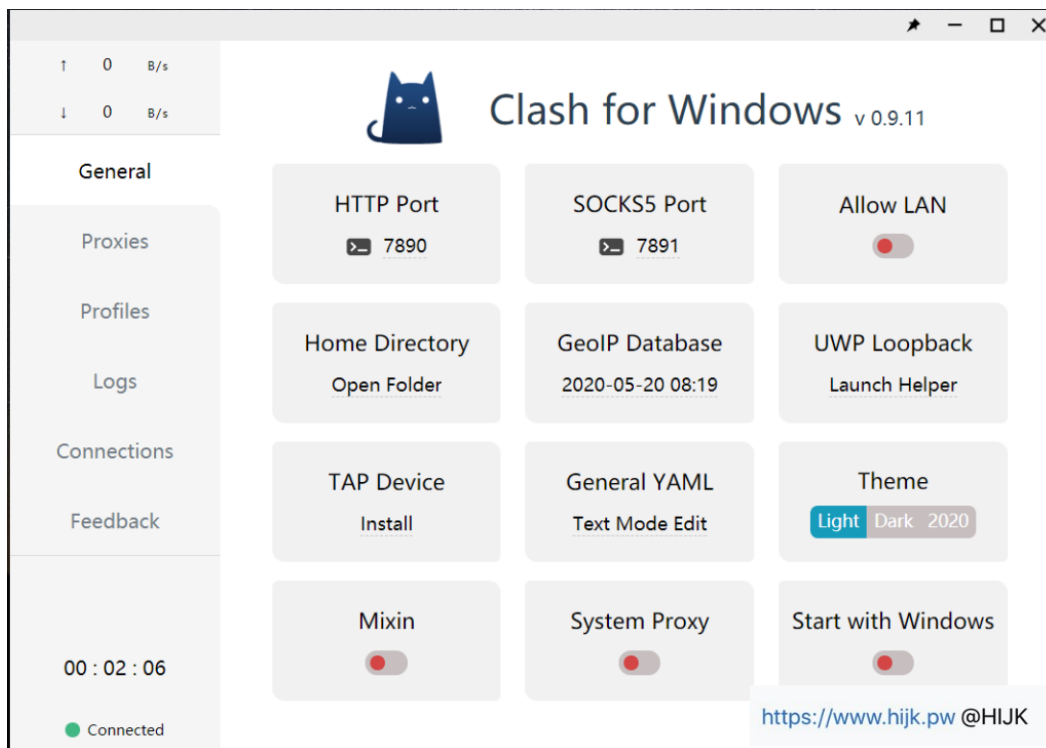 ↑ 0 B/s
↓ 0 B/s
Clash for Windows v 0.9.11
General
Proxies
Profiles
Logs
Connections
Feedback
00 : 02 : 06
Connected
HTTP Port
7890
SOCKS5 Port
7891
Allow LAN
Home Directory
Open Folder
GeoIP Database
2020-05-20 08:19
UWP Loopback
Launch Helper
TAP Device
Install
General YAML
Text Mode Edit
Theme
Light Dark 2020
Mixin
System Proxy
Start with Windows
https://www.hijk.pw @HIJK